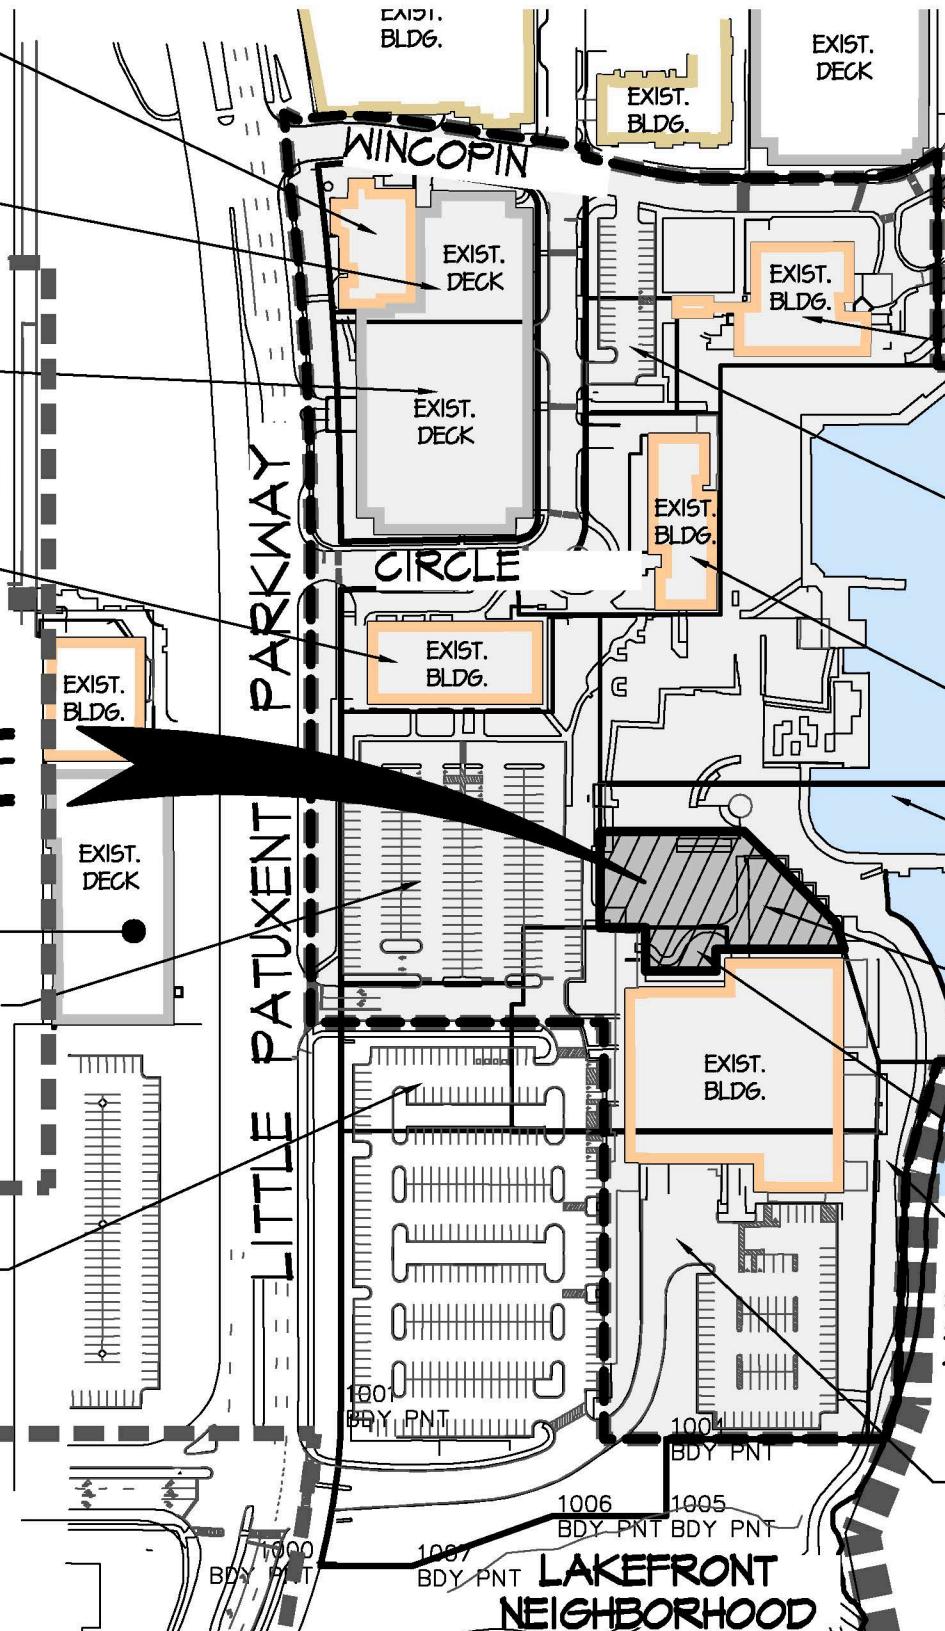 EXIST.
BLDG.
EXIST.
DECK
EXIST.
BLDG.
WINCOPIN
EXIST.
DECK
EXIST.
BLDG.
EXIST.
DECK
EXIST.
BLDG.
CIRCLE
EXIST.
BLDG.
EXIST.
BLDG.
LITTLE PATUXENT PARKWAY
EXIST.
DECK
EXIST.
BLDG.
1001
BDY PNT
BDY PNT
1006
BDY PNT
1005
BDY PNT
1000
BDY PNT
1007
BDY PNT
LAKEFRONT
NEIGHBORHOOD